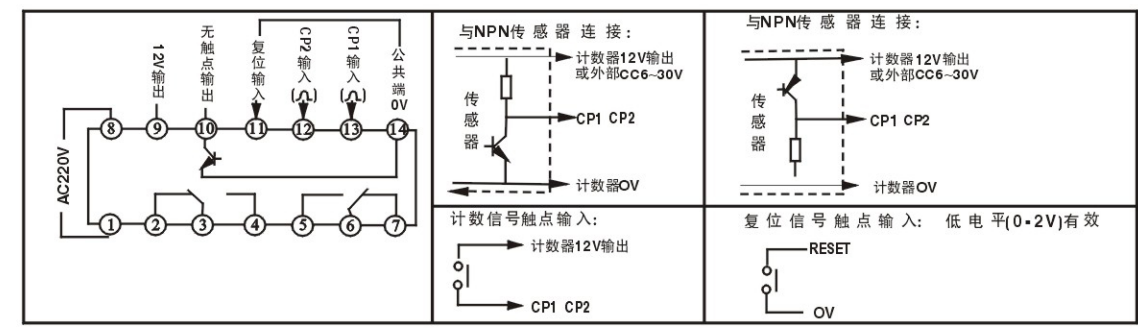 12V输出
无触点输出
复位输入
CP2 输入(⎍)
CP1 输入(⎍)
公共端0V
⑧ ⑨ ⑩ ⑪ ⑫ ⑬ ⑭
AC220V
① ② ③ ④ ⑤ ⑥ ⑦
与NPN传感器连接:
计数器12V输出
或外部CC6~30V
传感器
CP1 CP2
计数器OV
与NPN传感器连接:
计数器12V输出
或外部CC6~30V
传感器
CP1 CP2
计数器OV
计数信号触点输入:
计数器12V输出
CP1 CP2
复位信号触点输入: 低电平(0-2V)有效
RESET
OV